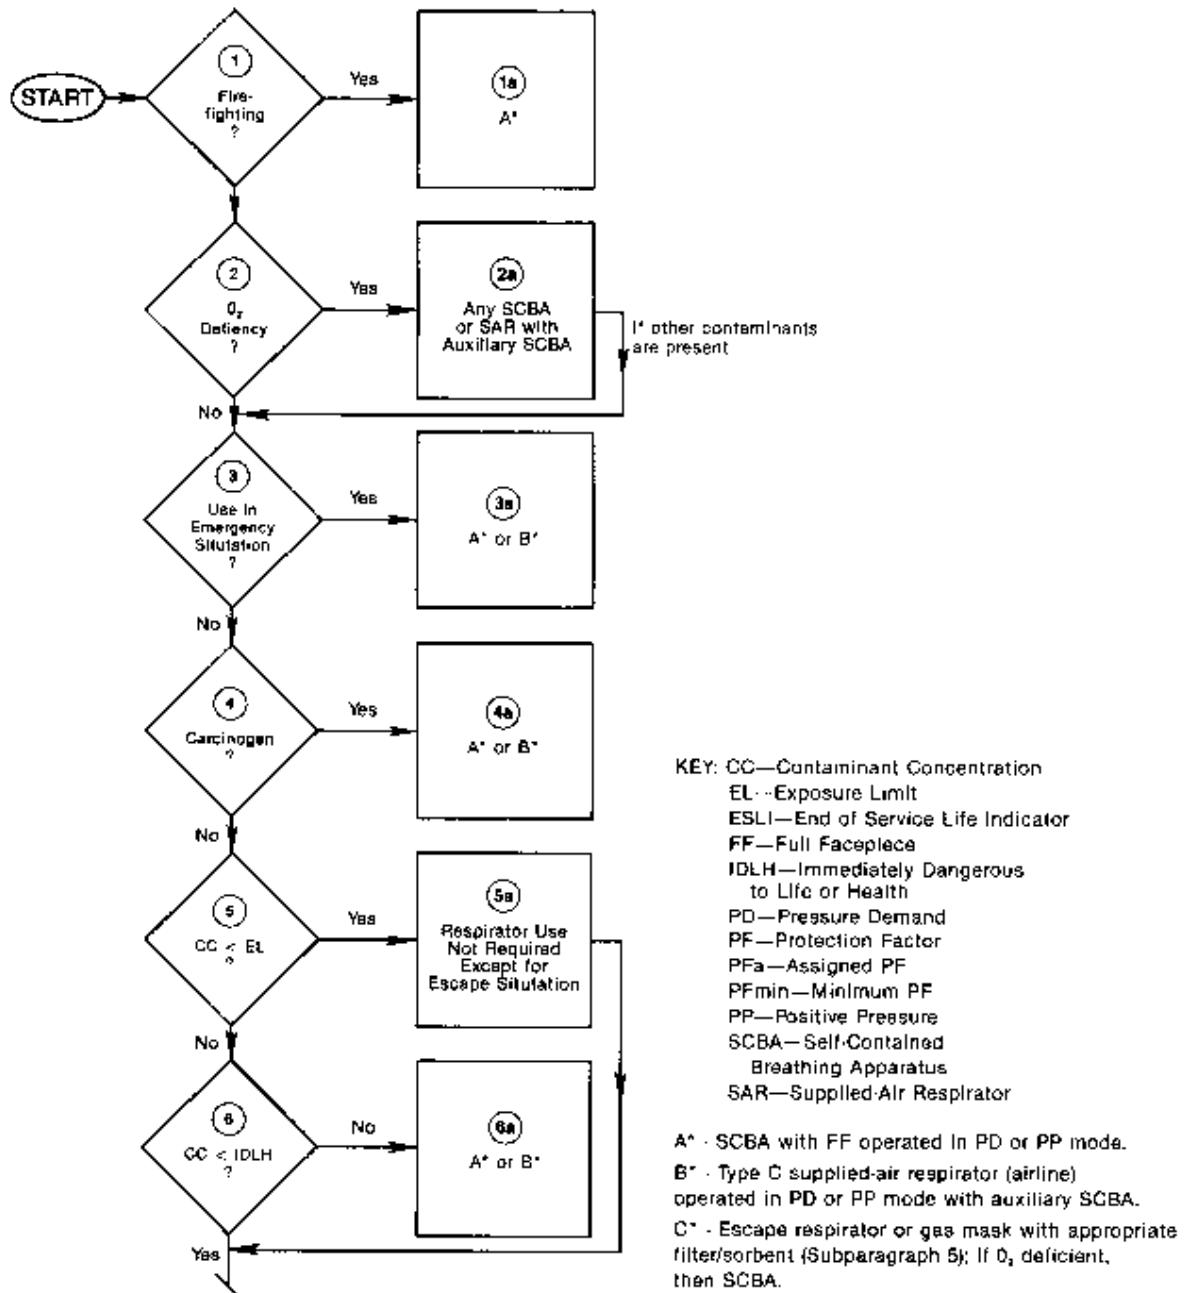 START
1
Fire-
fighting
?
Yes
1a
A*
2
O₂
Defiency
?
Yes
2a
Any SCBA
or SAR with
Auxiliary SCBA
If other contaminants
are present
No
3
Use In
Emergency
Situtation
?
Yes
3a
A* or B*
No
4
Carcinogen
?
Yes
4a
A* or B*
No
5
CC < EL
?
Yes
5a
Respirator Use
Not Required
Except for
Escape Situtation
No
6
CC < IDLH
?
No
6a
A* or B*
Yes
KEY: CC—Contaminant Concentration
EL--Exposure Limit
ESLI—End of Service Life Indicator
FF—Full Facepiece
IDLH—Immediately Dangerous
to Life or Health
PD—Pressure Demand
PF—Protection Factor
PFa—Assigned PF
PFmin—Minimum PF
PP—Positive Pressure
SCBA—Self-Contained
Breathing Apparatus
SAR—Supplied-Air Respirator
A* - SCBA with FF operated in PD or PP mode.
B* - Type C supplied-air respirator (airline)
operated in PD or PP mode with auxiliary SCBA.
C* - Escape respirator or gas mask with appropriate
filter/sorbent (Subparagraph 5); If O₂ deficient,
then SCBA.